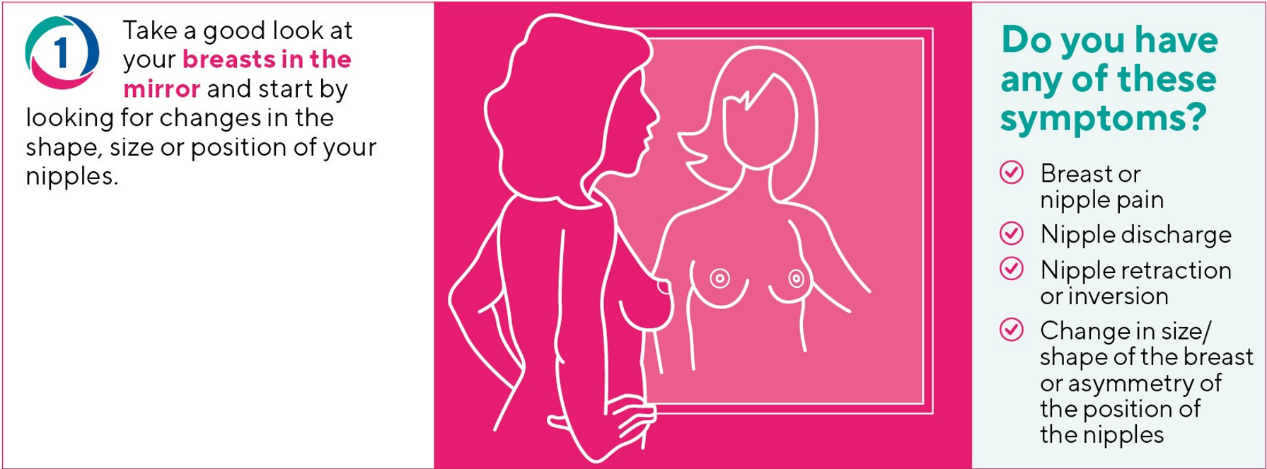 1
Take a good look at
your breasts in the
mirror and start by
looking for changes in the
shape, size or position of your
nipples.
Do you have
any of these
symptoms?
Breast or
nipple pain
Nipple discharge
Nipple retraction
or inversion
Change in size/
shape of the breast
or asymmetry of
the position of
the nipples